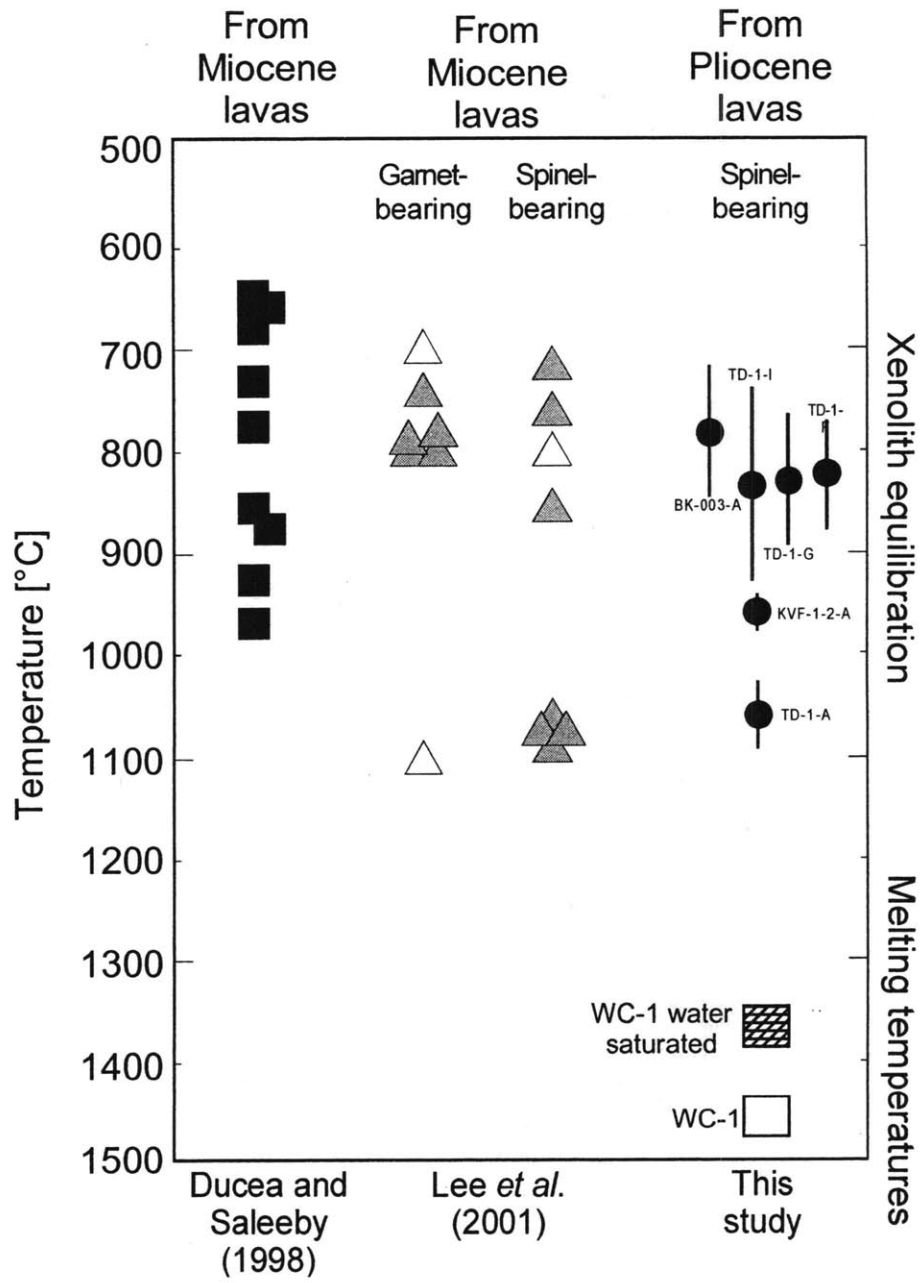 From
Miocene
lavas
From
Miocene
lavas
From
Pliocene
lavas
Garnet-
bearing
Spinel-
bearing
Spinel-
bearing
Temperature [°C]
500
600
700
800
900
1000
1100
1200
1300
1400
1500
TD-1-I
TD-1-
BK-003-A
TD-1-G
KVF-1-2-A
TD-1-A
WC-1 water
saturated
WC-1
Xenolith equilibration
Melting temperatures
Ducea and
Saleeby
(1998)
Lee et al.
(2001)
This
study